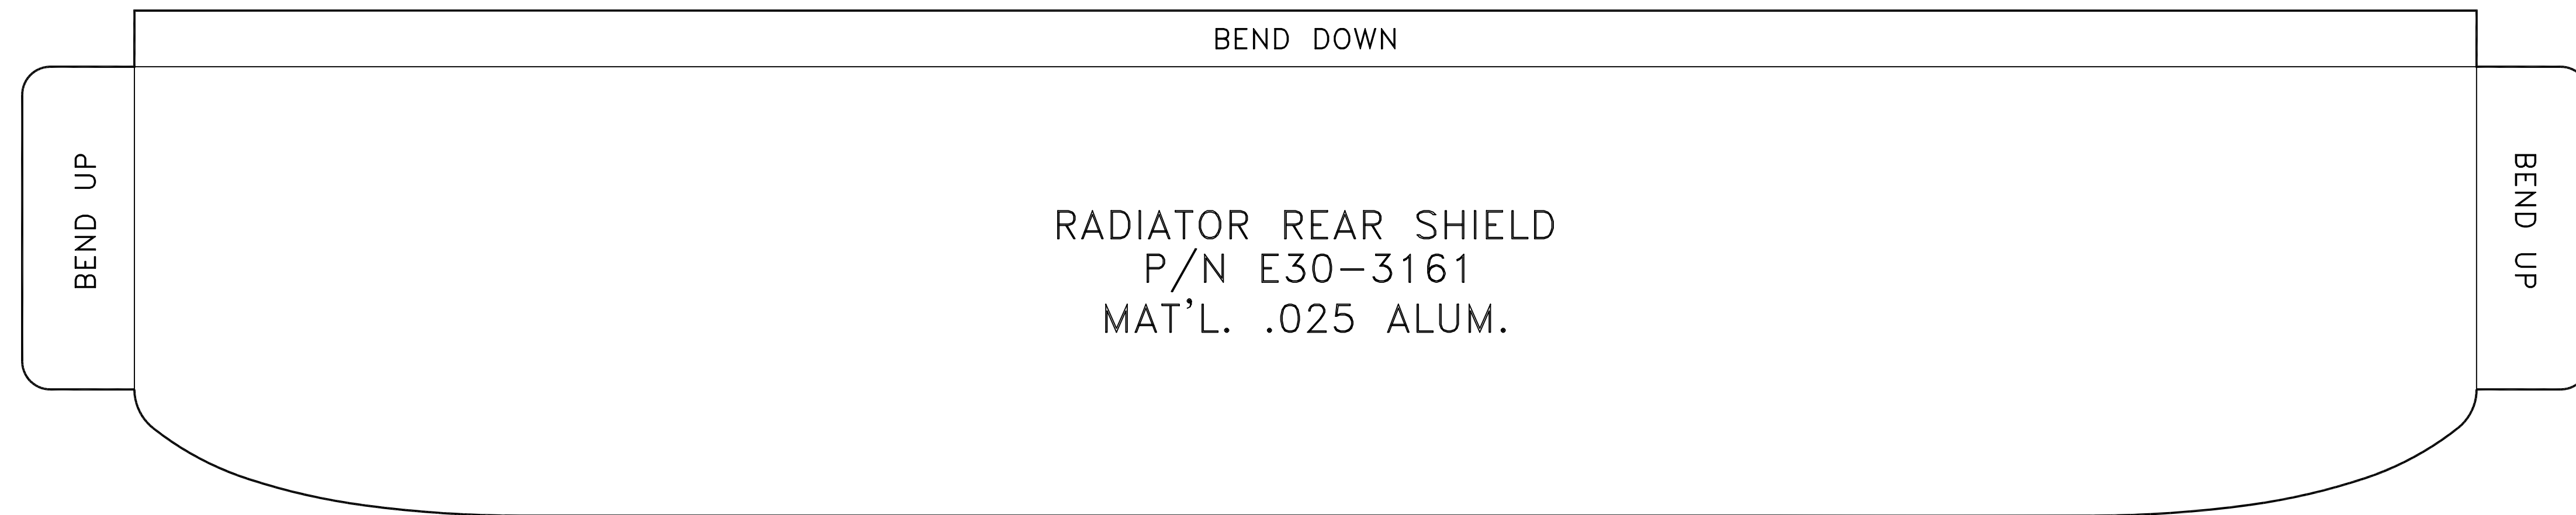 BEND DOWN
BEND UP
BEND UP
RADIATOR REAR SHIELD
P/N E30-3161
MAT'L. .025 ALUM.